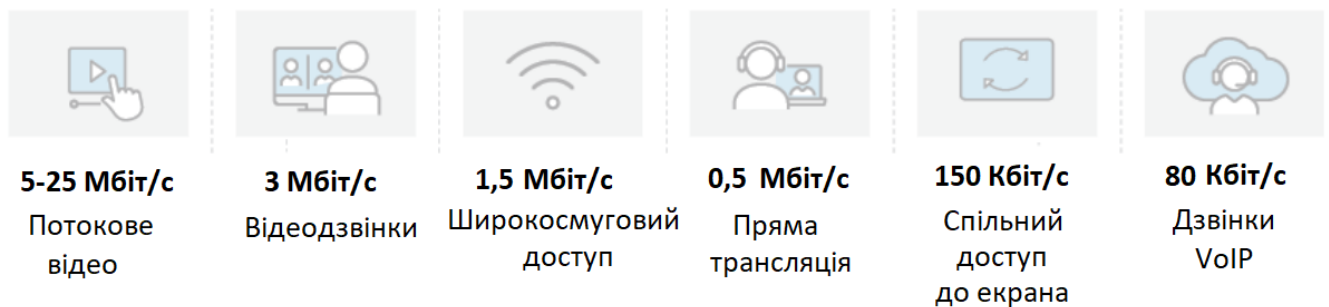 5-25 Мбіт/с
Потокове
відео
3 Мбіт/с
Відеодзвінки
1,5 Мбіт/с
Широкосмуговий
доступ
0,5 Мбіт/с
Пряма
трансляція
150 Кбіт/с
Спільний
доступ
до екрана
80 Кбіт/с
Дзвінки
VoIP